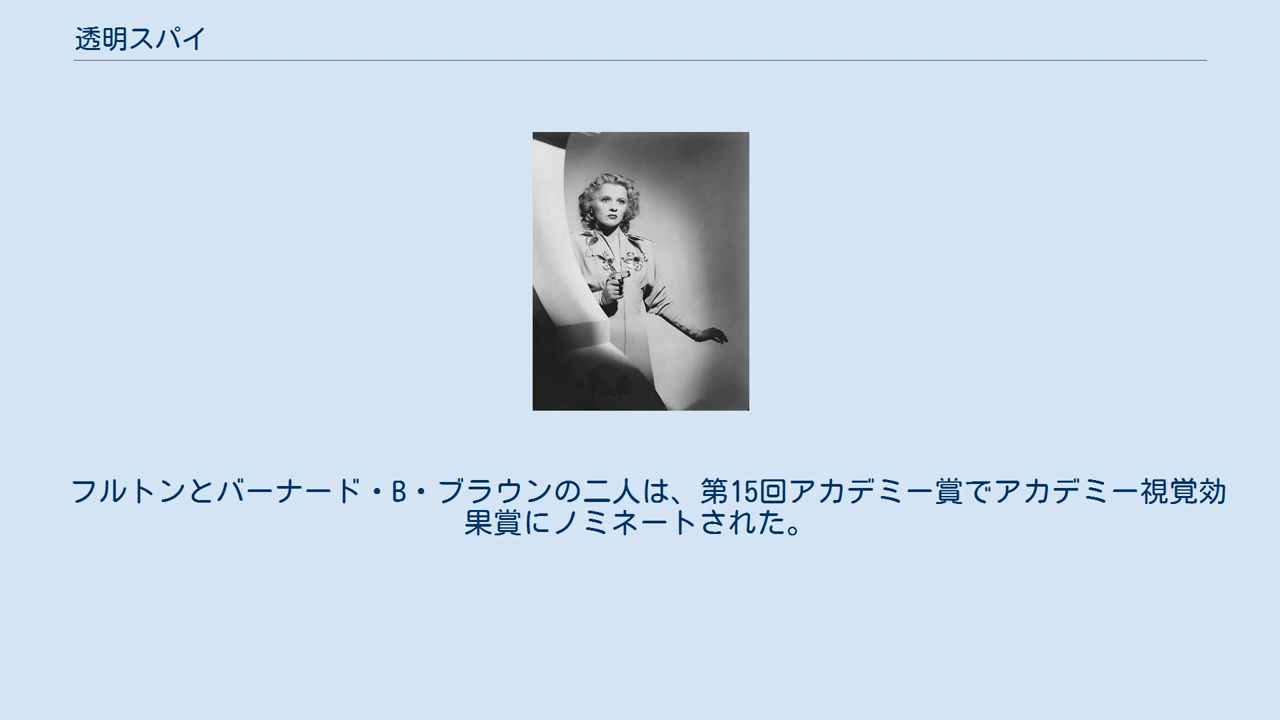 透明スパイ
フルトンとバーナード・B・ブラウンの二人は、第15回アカデミー賞でアカデミー視覚効
果賞にノミネートされた。